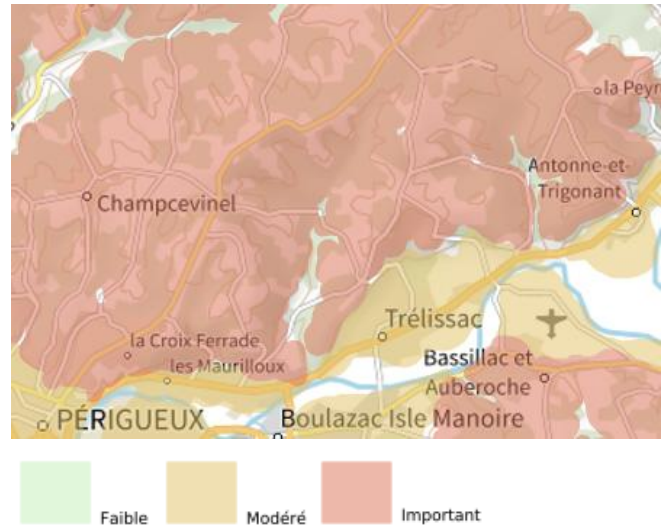 la Peyr
Antonne-et-
Trigonant
Champcevinel
Trélissac
la Croix Ferrade
les Maurilloux
Bassillac et
Auberoche
PÉRIGUEUX
Boulazac Isle Manoire
Faible
Modéré
Important